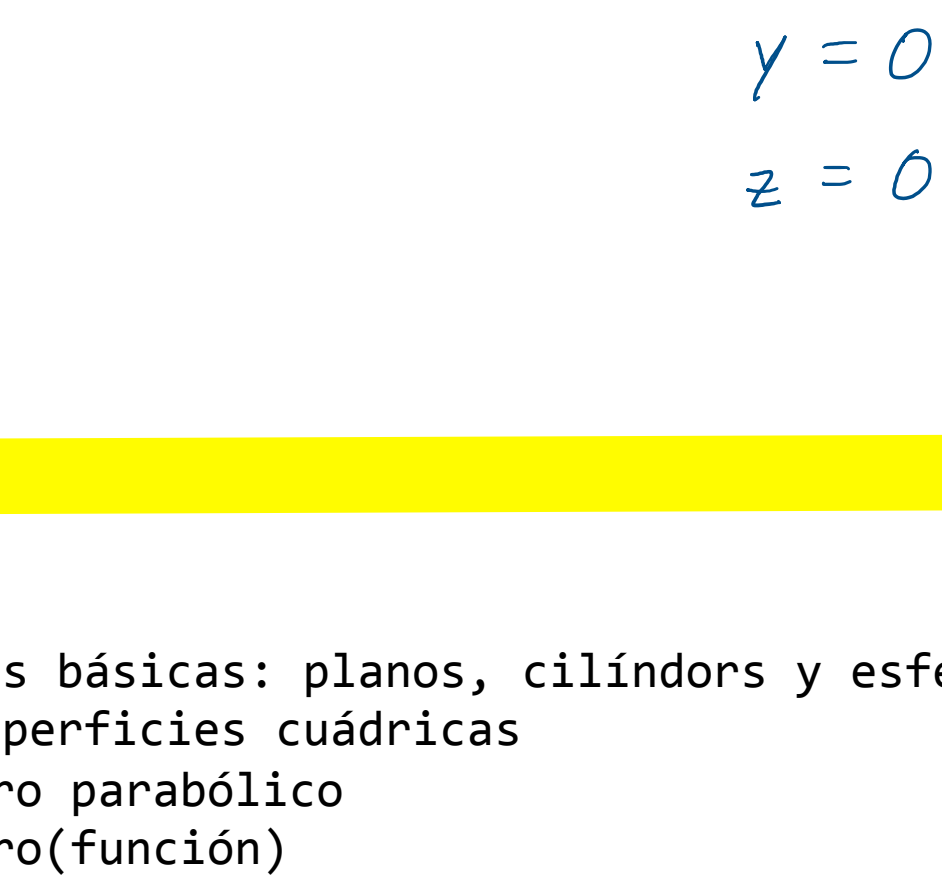 y = 0
z = 0
s básicas: planos, cilíndors y esfe
perficies cuádricas
ro parabólico
ro(función)